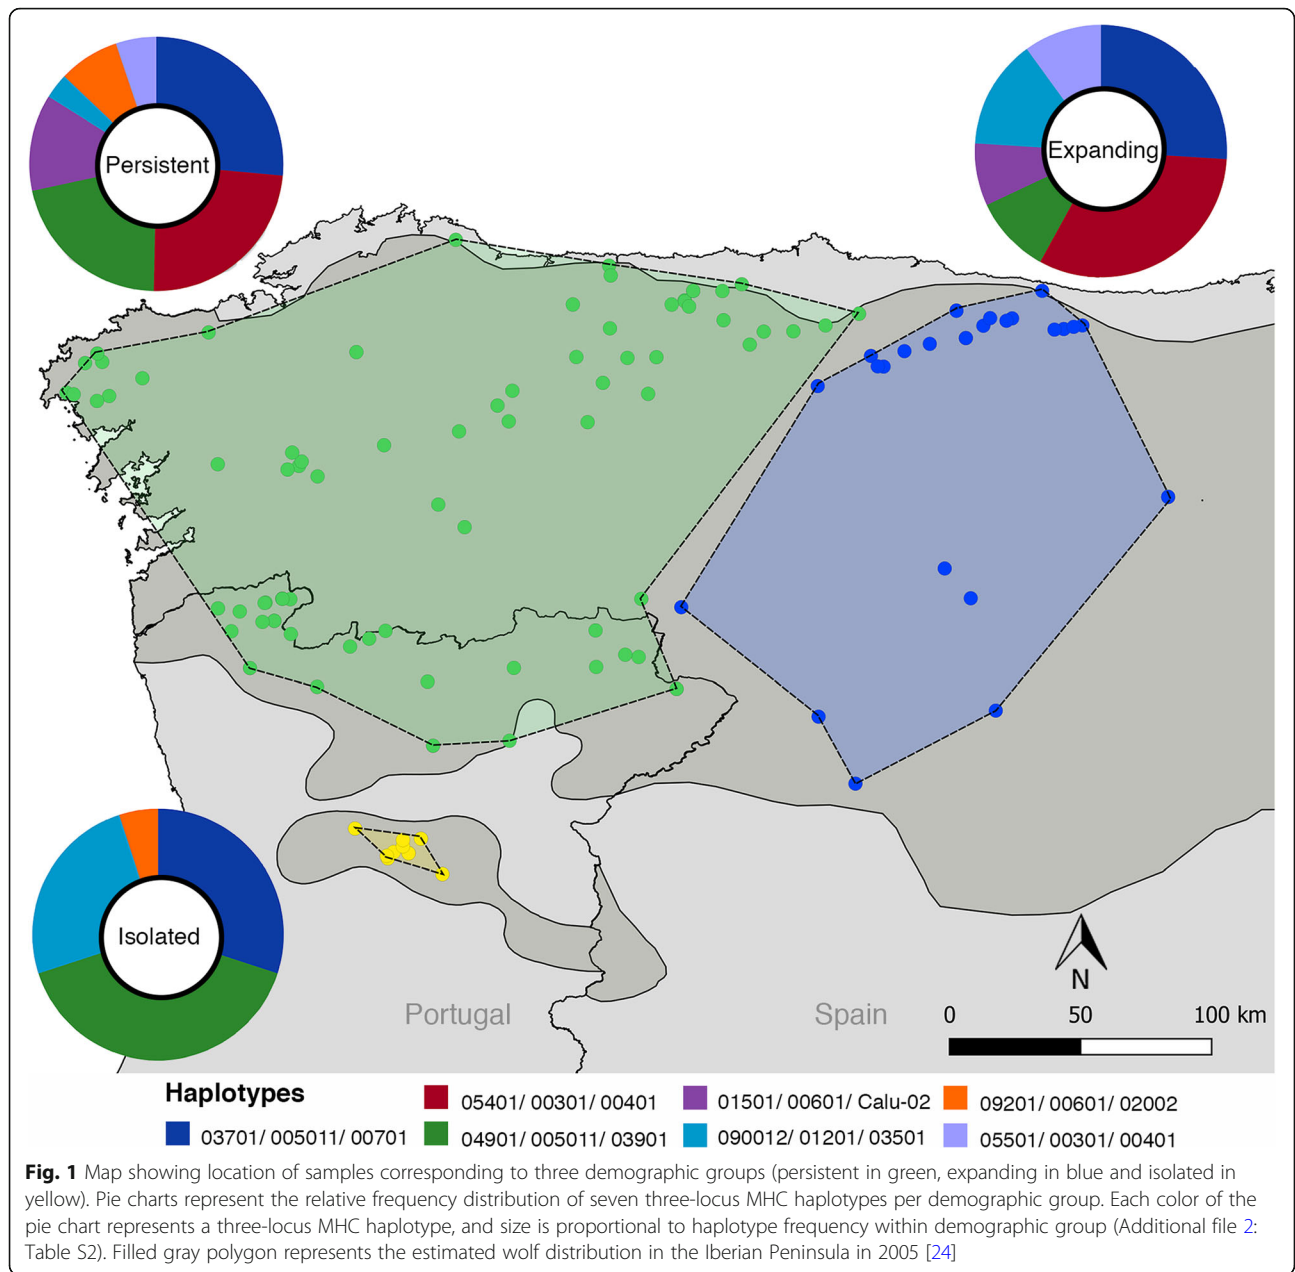 Persistent
Expanding
Isolated
Portugal
Spain
N
0 50 100 km
Haplotypes
05401/ 00301/ 00401
01501/ 00601/ Calu-02
09201/ 00601/ 02002
03701/ 005011/ 00701
04901/ 005011/ 03901
090012/ 01201/ 03501
05501/ 00301/ 00401
Fig. 1 Map showing location of samples corresponding to three demographic groups (persistent in green, expanding in blue and isolated in
yellow). Pie charts represent the relative frequency distribution of seven three-locus MHC haplotypes per demographic group. Each color of the
pie chart represents a three-locus MHC haplotype, and size is proportional to haplotype frequency within demographic group (Additional file 2:
Table S2). Filled gray polygon represents the estimated wolf distribution in the Iberian Peninsula in 2005 [24]